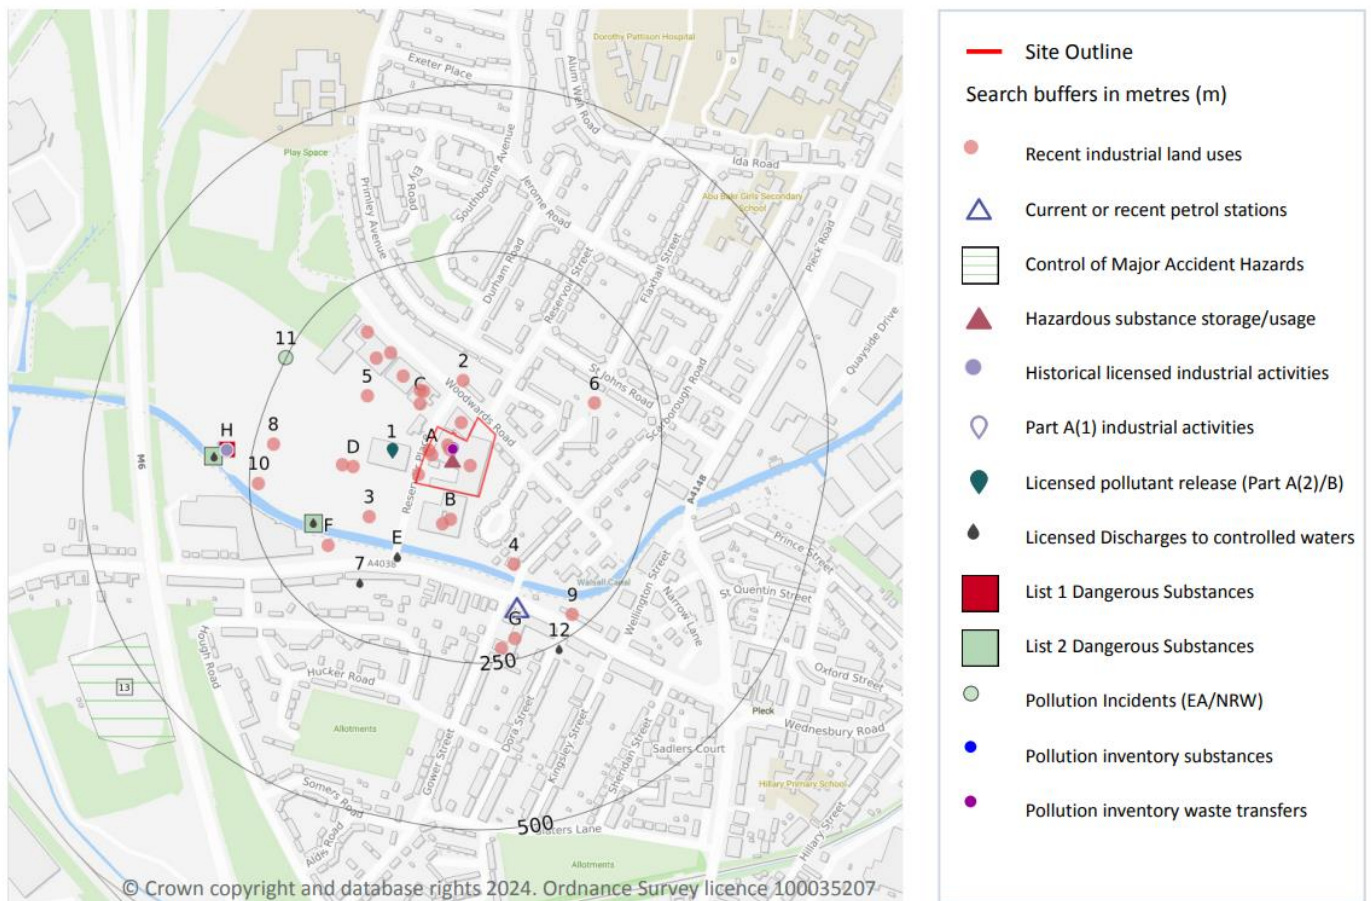 Dorothy Pattison Hospital
Exeter Place
Alum Well Road
Play Space
Ida Road
Ely Road
Southbourne Avenue
Primley Avenue
Jerome Road
Abu Bakr Girls Secondary
School
Pleck Road
Durham Road
Reservoir Street
Flaxhall Street
Quayside Drive
11
2
5
C
St Johns Road
6
Scarborough Road
Woodwards Road
H
8
1
A
D
M6
10
3
B
A4148
F
E
4
7
A4038
Walsall Canal
Prince Street
St Quentin Street
Wellington Street
Narrow Lane
9
G
12
250
Hough Road
Hucker Road
13
Oxford Street
Allotments
Pleck
Wednesbury Road
Dora Street
Gower Street
Kingsley Street
Sheridan Street
Sadlers Court
Hillary Primary School
Somers Road
500
Hillary Street
Allotments
© Crown copyright and database rights 2024. Ordnance Survey licence 100035207
Site Outline
Search buffers in metres (m)
Recent industrial land uses
Current or recent petrol stations
Control of Major Accident Hazards
Hazardous substance storage/usage
Historical licensed industrial activities
Part A(1) industrial activities
Licensed pollutant release (Part A(2)/B)
Licensed Discharges to controlled waters
List 1 Dangerous Substances
List 2 Dangerous Substances
Pollution Incidents (EA/NRW)
Pollution inventory substances
Pollution inventory waste transfers